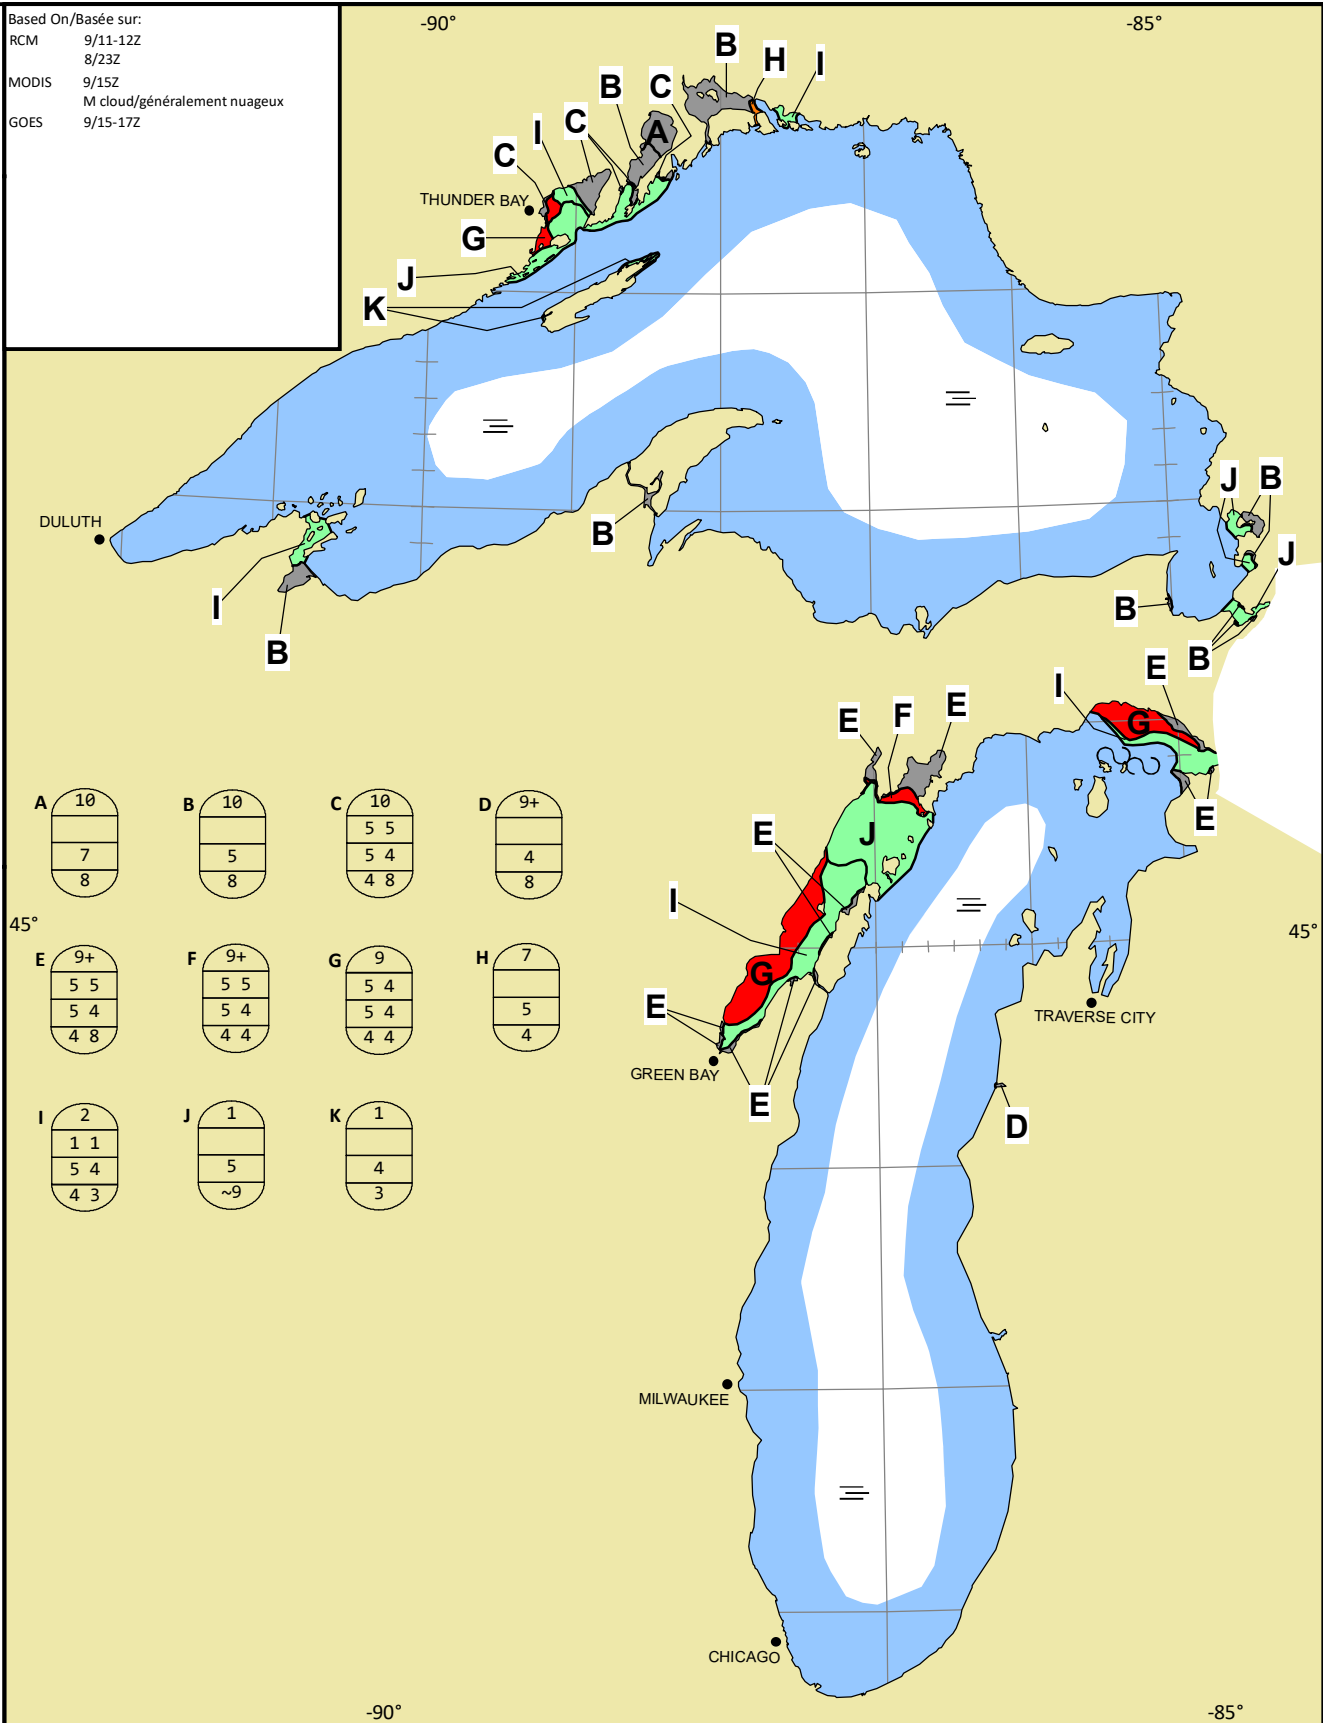 Based On/Basée sur:
RCM 9/11-12Z
8/23Z
MODIS 9/15Z
M cloud/généralement nuageux
GOES 9/15-17Z
-90°
-85°
B
H
I
B
C
C
I
A
C
THUNDER BAY
G
J
K
DULUTH
J
B
B
J
I
B
B
B
I
E
E
F
E
G
E
J
E
I
G
E
E
D
A 10
7
8
B 10
5
8
C 10
5 5
5 4
4 8
D 9+
4
8
45°
45°
E 9+
5 5
5 4
4 8
F 9+
5 5
5 4
4 4
G 9
5 4
5 4
4 4
H 7
5
4
I 2
1 1
5 4
4 3
J 1
5
~9
K 1
4
3
TRAVERSE CITY
GREEN BAY
MILWAUKEE
CHICAGO
-90°
-85°